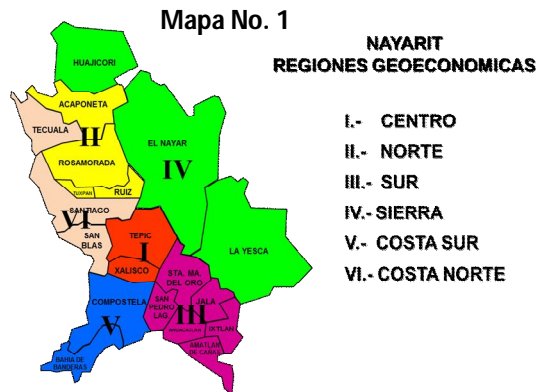 Mapa No. 1
NAYARIT
REGIONES GEOECONOMICAS
I.- CENTRO
II.- NORTE
III.- SUR
IV.- SIERRA
V.- COSTA SUR
VI.- COSTA NORTE
HUAJICORI
ACAPONETA
TECUALA
II
ROSAMORADA
EL NAYAR
IV
TUXPAN
RUIZ
SANTIACO
VI
SAN
BLAS
TEPIC
I
XALISCO
LA YESCA
STA. MA.
DEL ORO
SAN
PEDRO
LAG.
JALA
III
IXTLAN
AMATLAN
DE CAÑAS
COMPOSTELA
V
BAHIA DE
BANDERAS